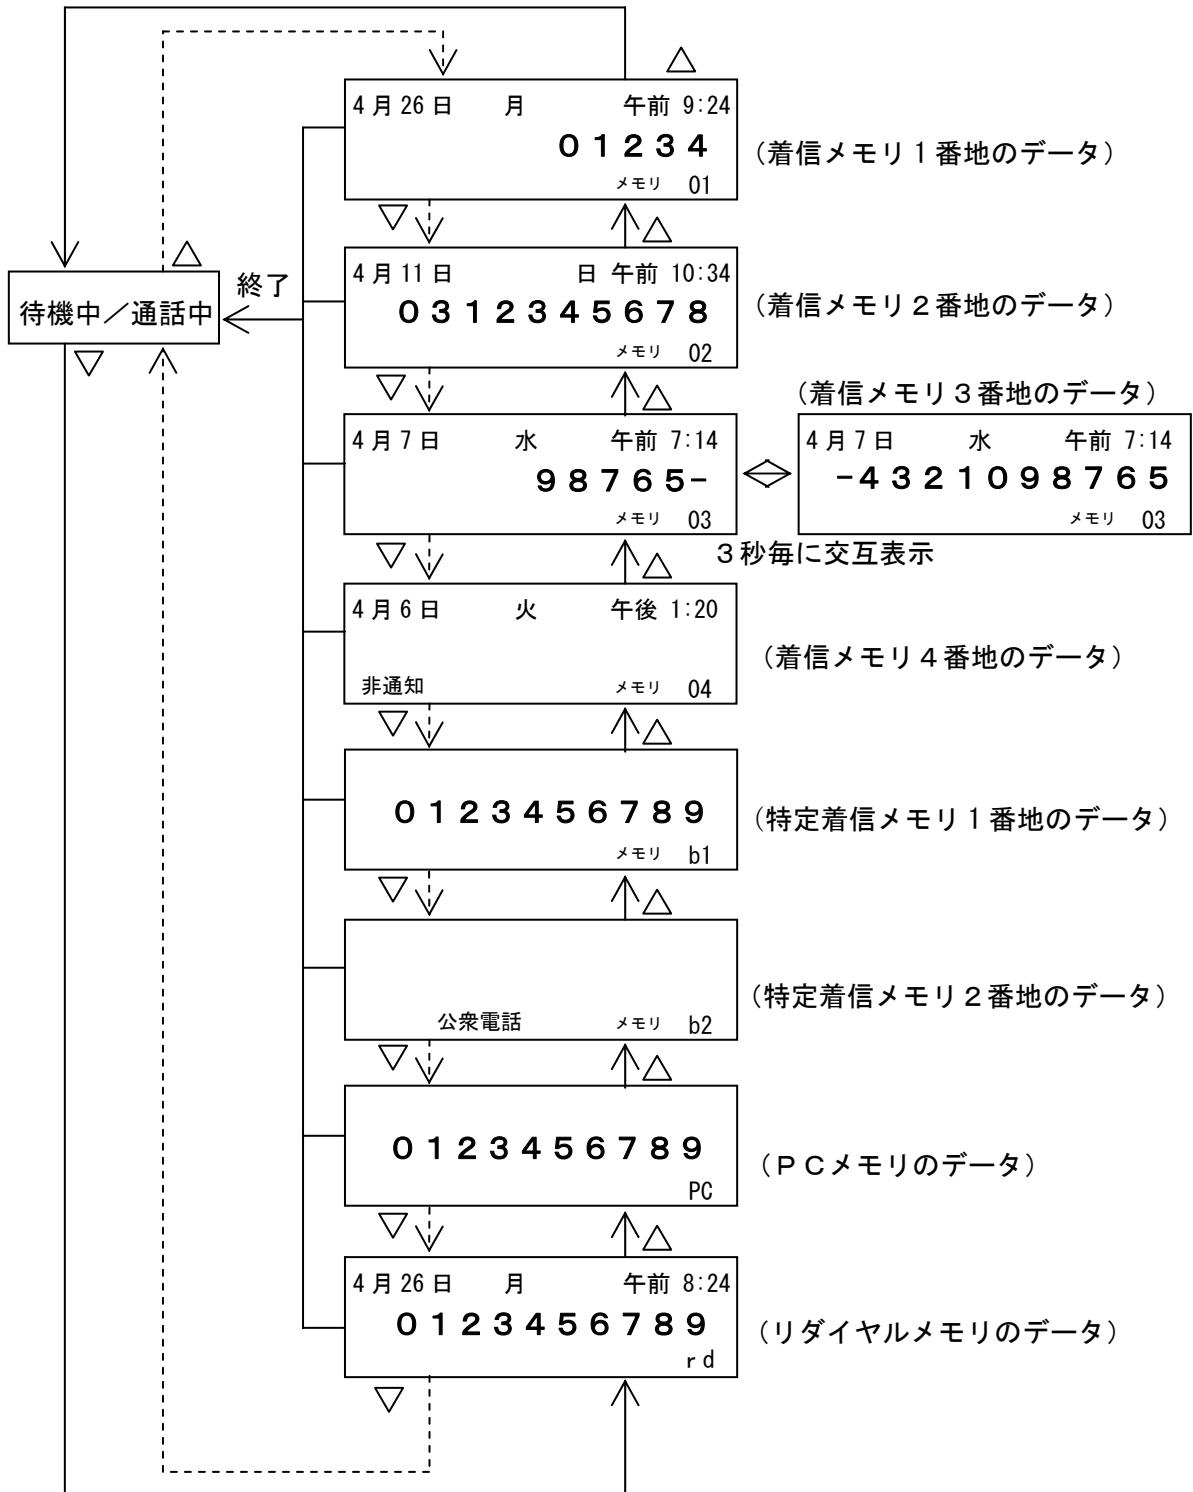 4月26日 月 午前 9:24
01234
メモリ 01
(着信メモリ1番地のデータ)
待機中/通話中
終了
4月11日 日 午前 10:34
0312345678
メモリ 02
(着信メモリ2番地のデータ)
4月7日 水 午前 7:14
98765-
メモリ 03
(着信メモリ3番地のデータ)
4月7日 水 午前 7:14
-4321098765
メモリ 03
3秒毎に交互表示
4月6日 火 午後 1:20
非通知 メモリ 04
(着信メモリ4番地のデータ)
0123456789
メモリ b1
(特定着信メモリ1番地のデータ)
公衆電話 メモリ b2
(特定着信メモリ2番地のデータ)
0123456789
PC
(PCメモリのデータ)
4月26日 月 午前 8:24
0123456789
rd
(リダイヤルメモリのデータ)